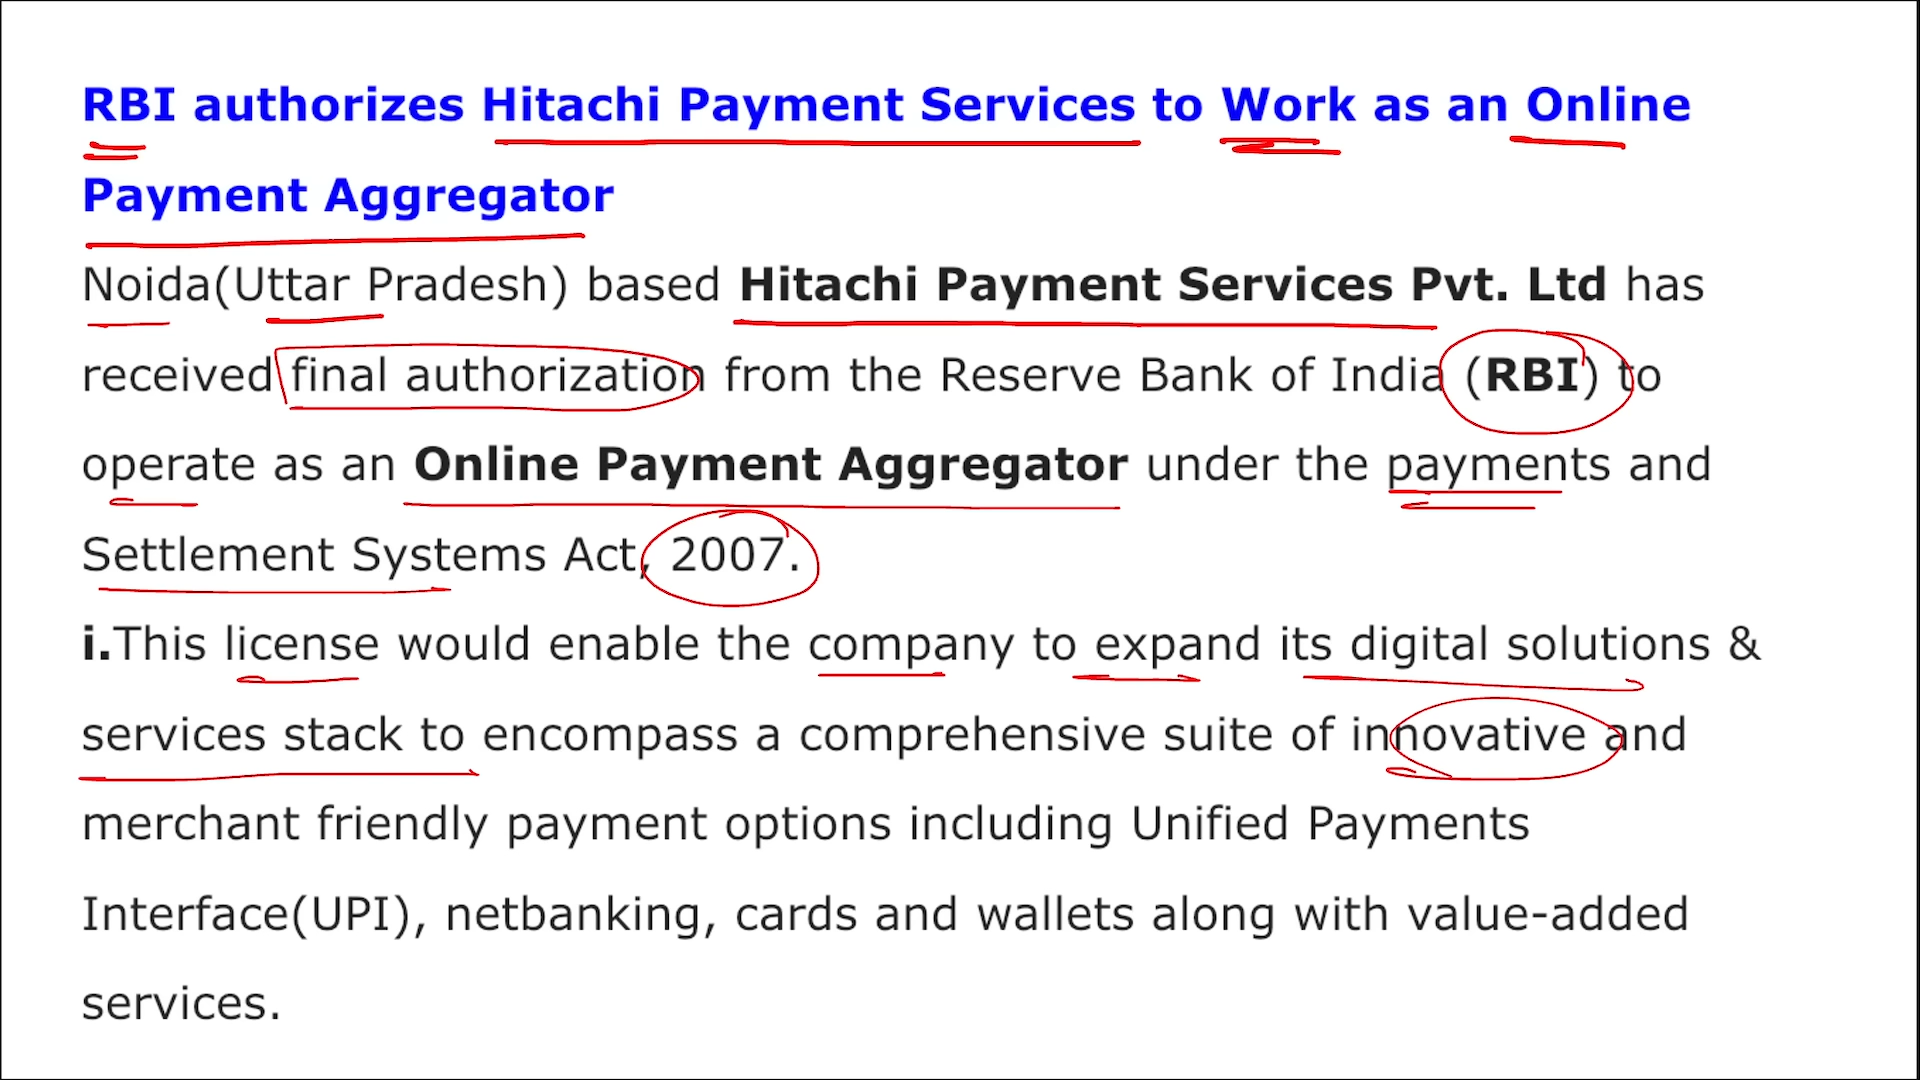 RBI authorizes Hitachi Payment Services to Work as an Online
Payment Aggregator
Noida(Uttar Pradesh) based Hitachi Payment Services Pvt. Ltd has
received final authorization from the Reserve Bank of India (RBI) to
operate as an Online Payment Aggregator under the payments and
Settlement Systems Act, 2007.
i.This license would enable the company to expand its digital solutions &
services stack to encompass a comprehensive suite of innovative and
merchant friendly payment options including Unified Payments
Interface(UPI), netbanking, cards and wallets along with value-added
services.